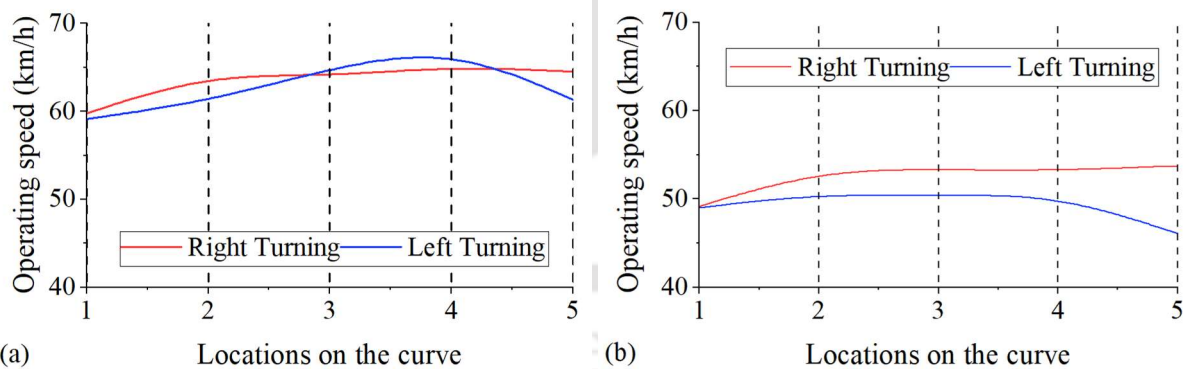 Operating speed (km/h)
70
60
50
40
Right Turning
Left Turning
1
2
3
4
5
(a)
Locations on the curve
Operating speed (km/h)
70
60
50
40
Right Turning
Left Turning
1
2
3
4
5
(b)
Locations on the curve